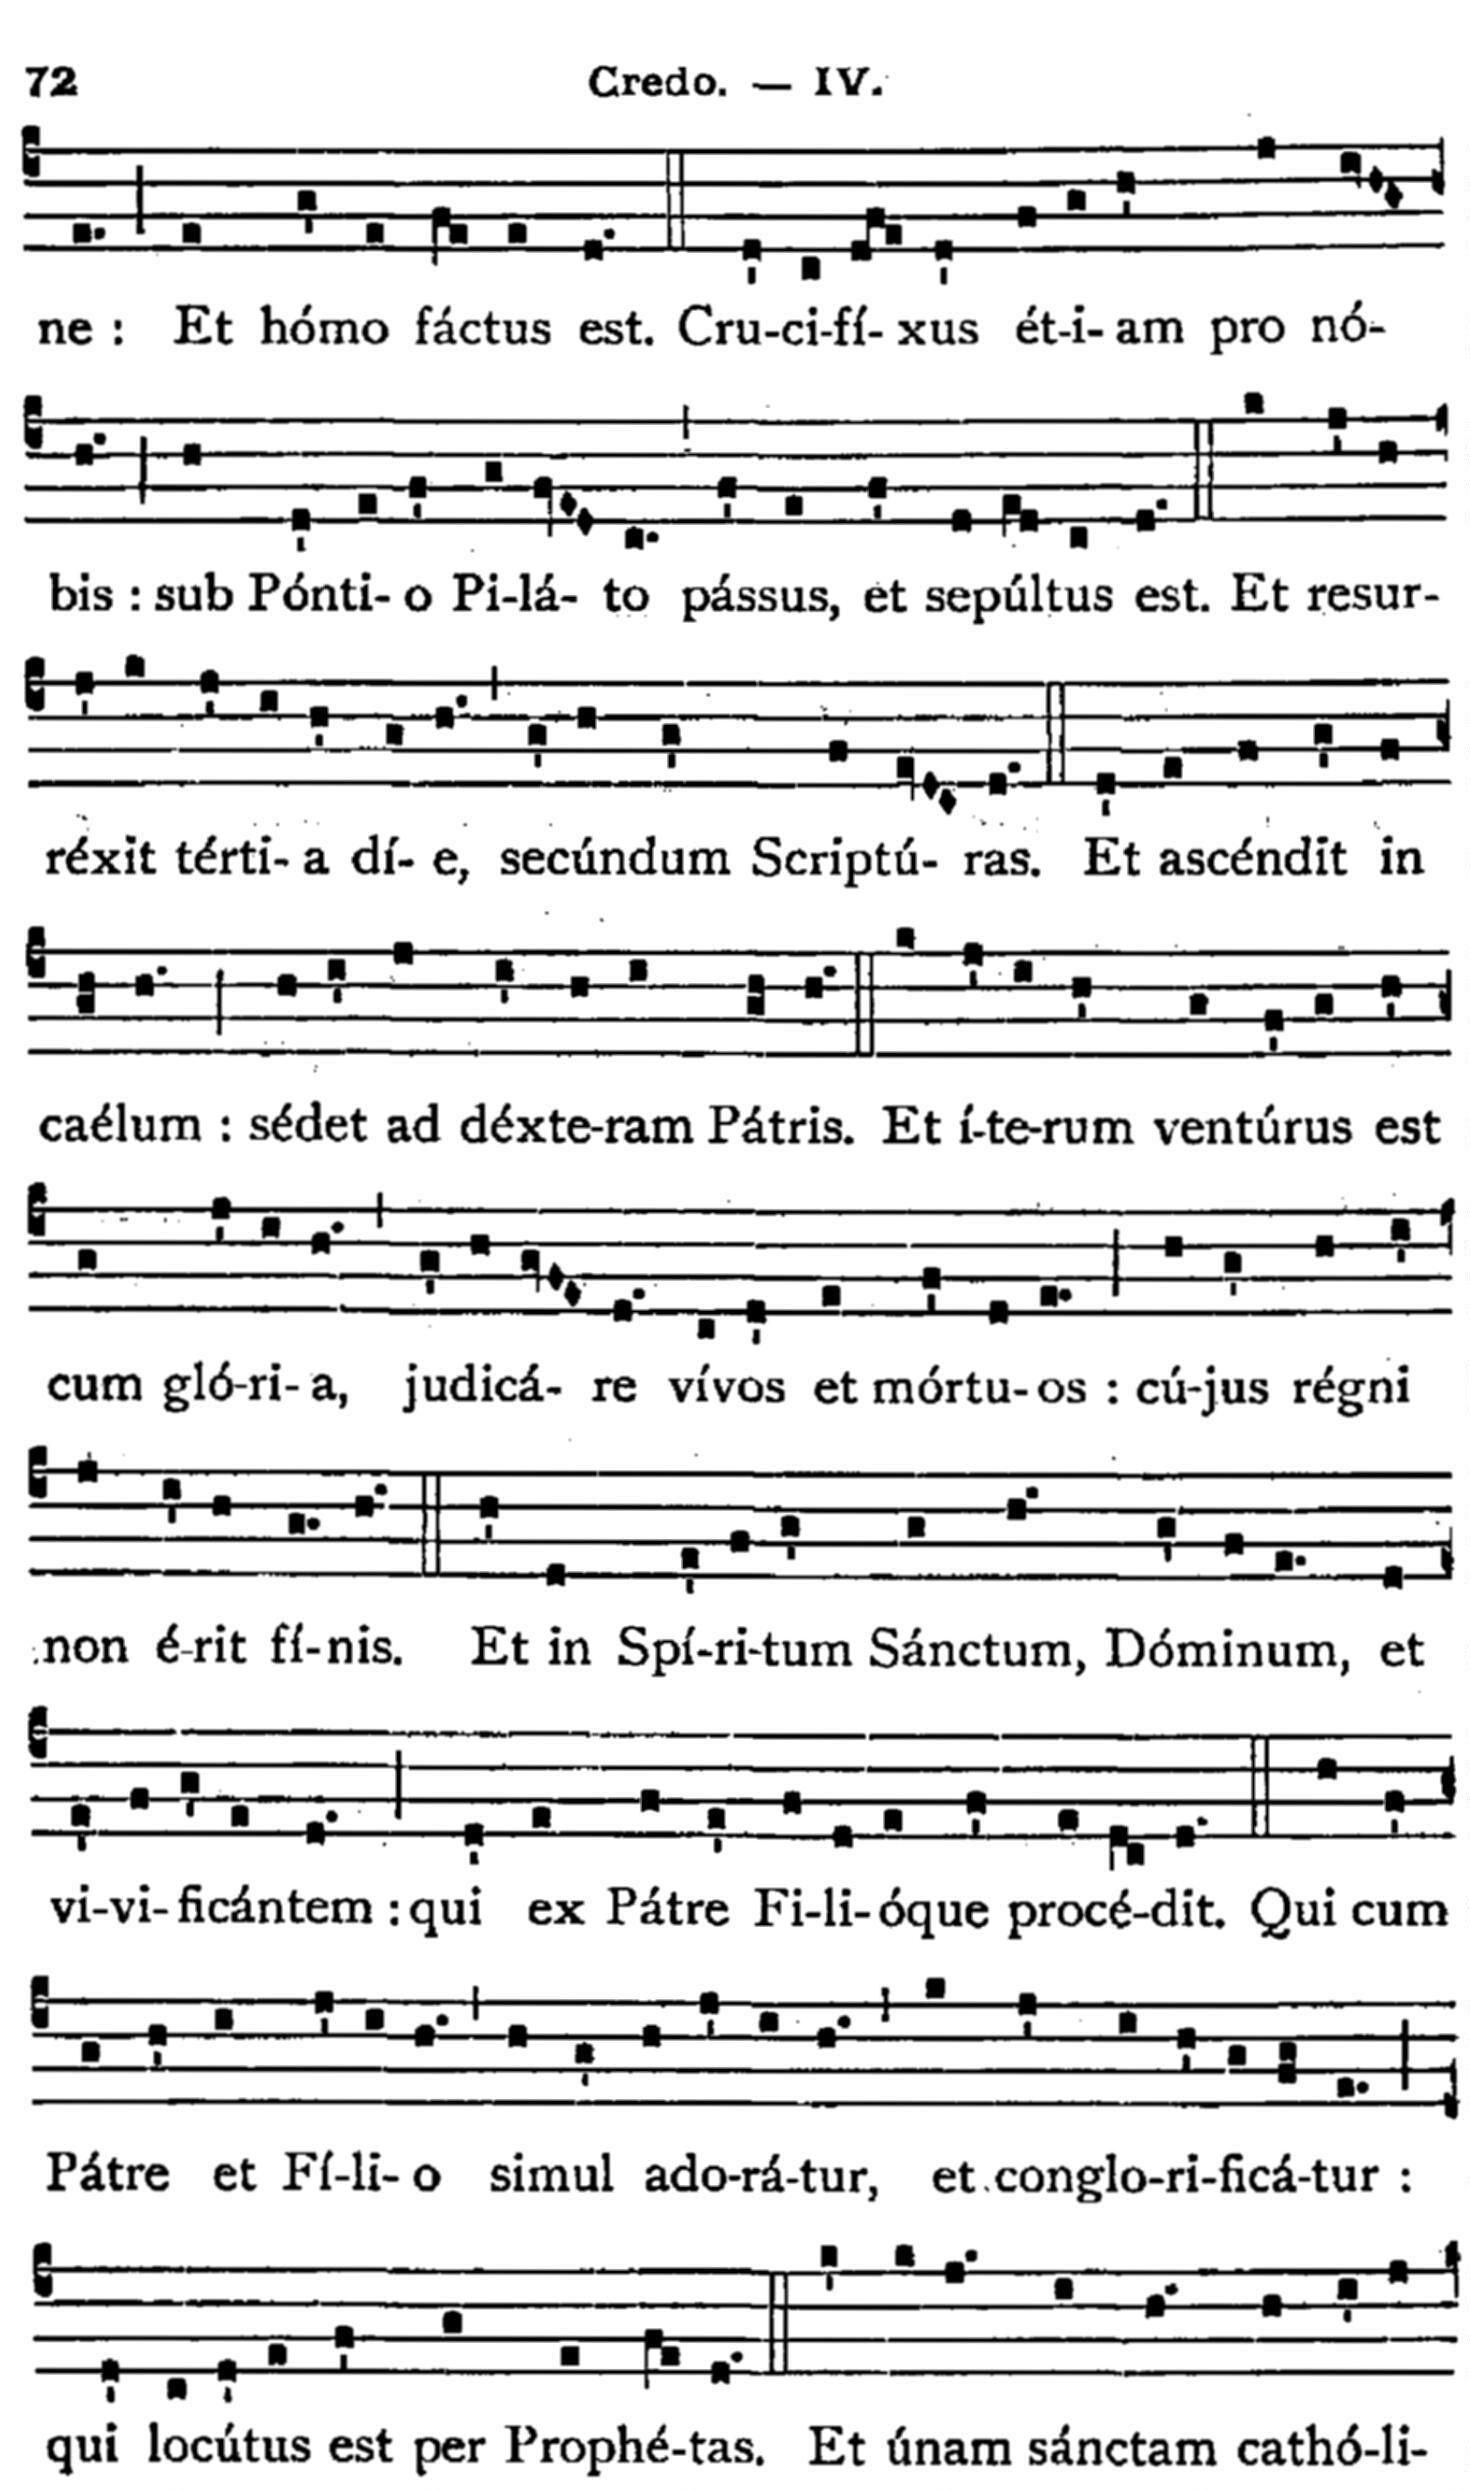 72 Credo. — IV.
ne : Et hómo fáctus est. Cru-ci-fí- xus ét-i- am pro nó-
bis : sub Pónti- o Pi-lá- to pássus, et sepúltus est. Et resur-
réxit térti- a dí- e, secúndum Scriptú- ras. Et ascéndit in
caélum : sédet ad déxte-ram Pátris. Et í-te-rum ventúrus est
cum gló-ri- a, judicá- re vívos et mórtu- os : cú-jus régni
non é-rit fí-nis. Et in Spí-ri-tum Sánctum, Dóminum, et
vi-vi- ficántem : qui ex Pátre Fi-li-óque procé-dit. Qui cum
Pátre et Fí-li- o simul ado-rá-tur, et conglo-ri-ficá-tur :
qui locútus est per Prophé-tas. Et únam sánctam cathó-li-